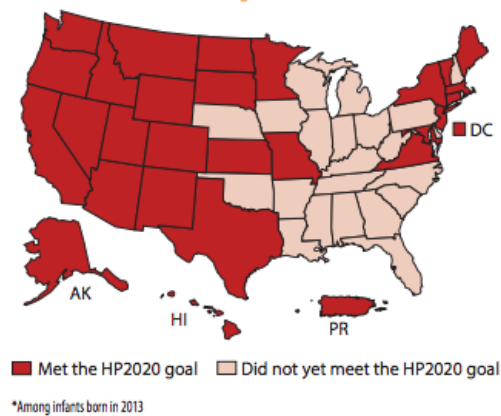 DC
AK
HI
PR
Met the HP2020 goal
Did not yet meet the HP2020 goal
*Among infants born in 2013